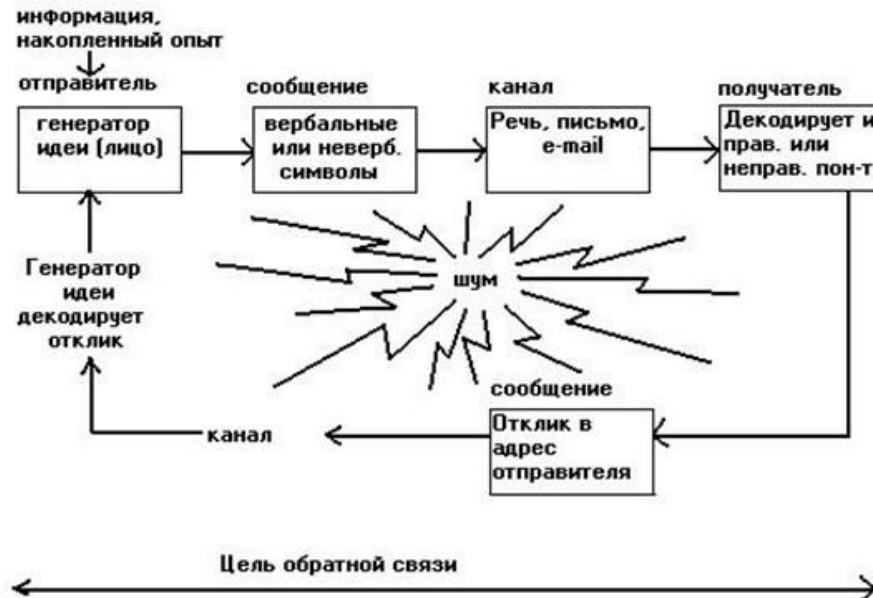 информация,
накопленный опыт
отправитель
генератор
идеи (лицо)
сообщение
вербальные
или неверб.
символы
канал
Речь, письмо,
e-mail
получатель
Декодирует и
прав. или
неправ. пон-т
шум
Генератор
идеи
декодирует
отклик
сообщение
Отклик в
адрес
отправителя
канал
Цель обратной связи